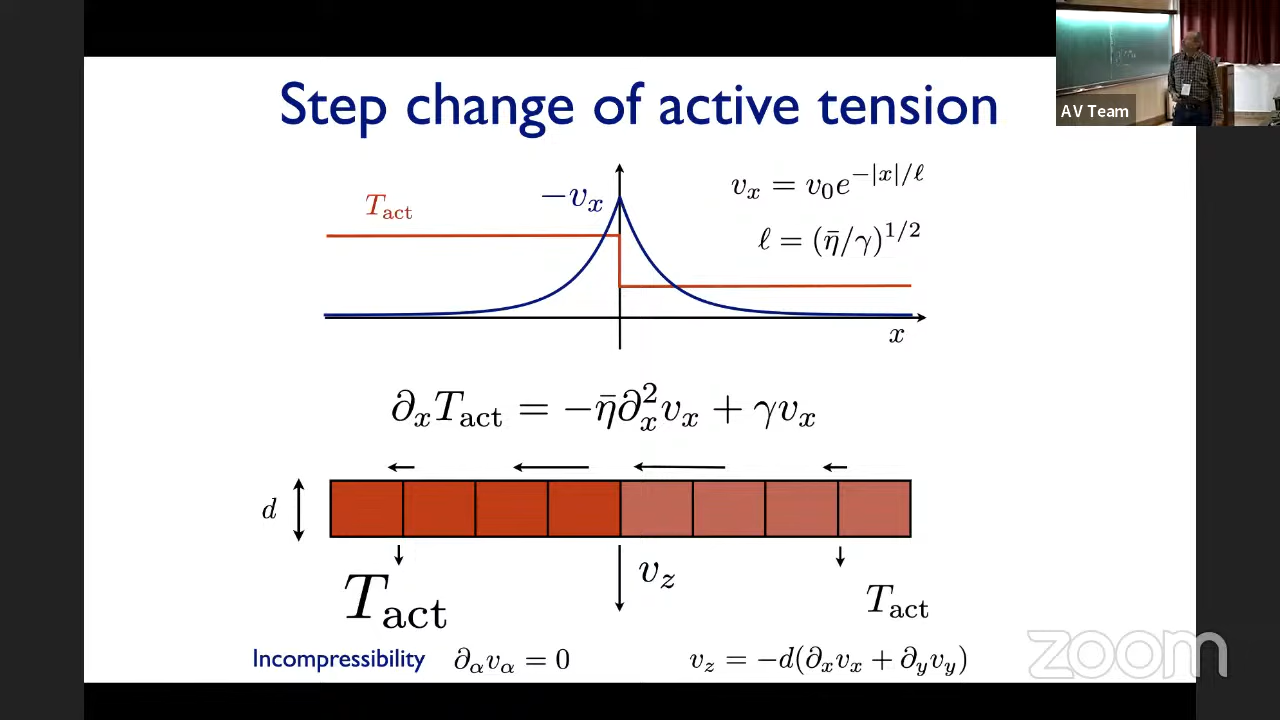 Step change of active tension
AV Team
T_act
−v_x
v_x = v_0 e^{−|x|/ℓ}
ℓ = (η̄/γ)^{1/2}
x
∂_x T_act = −η̄∂_x^2 v_x + γv_x
d
T_act
v_z
T_act
Incompressibility ∂_α v_α = 0
v_z = −d(∂_x v_x + ∂_y v_y)
zoom